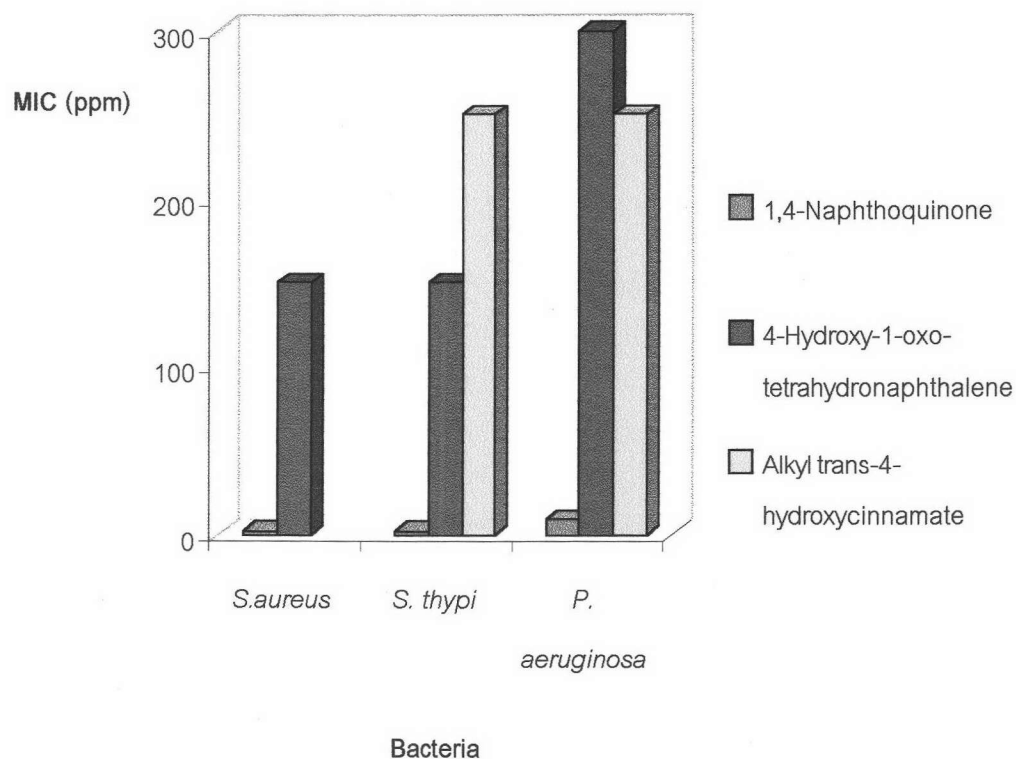 300
MIC (ppm)
200
100
0
S.aureus
S. thypi
P.
aeruginosa
Bacteria
1,4-Naphthoquinone
4-Hydroxy-1-oxo-
tetrahydronaphthalene
Alkyl trans-4-
hydroxycinnamate